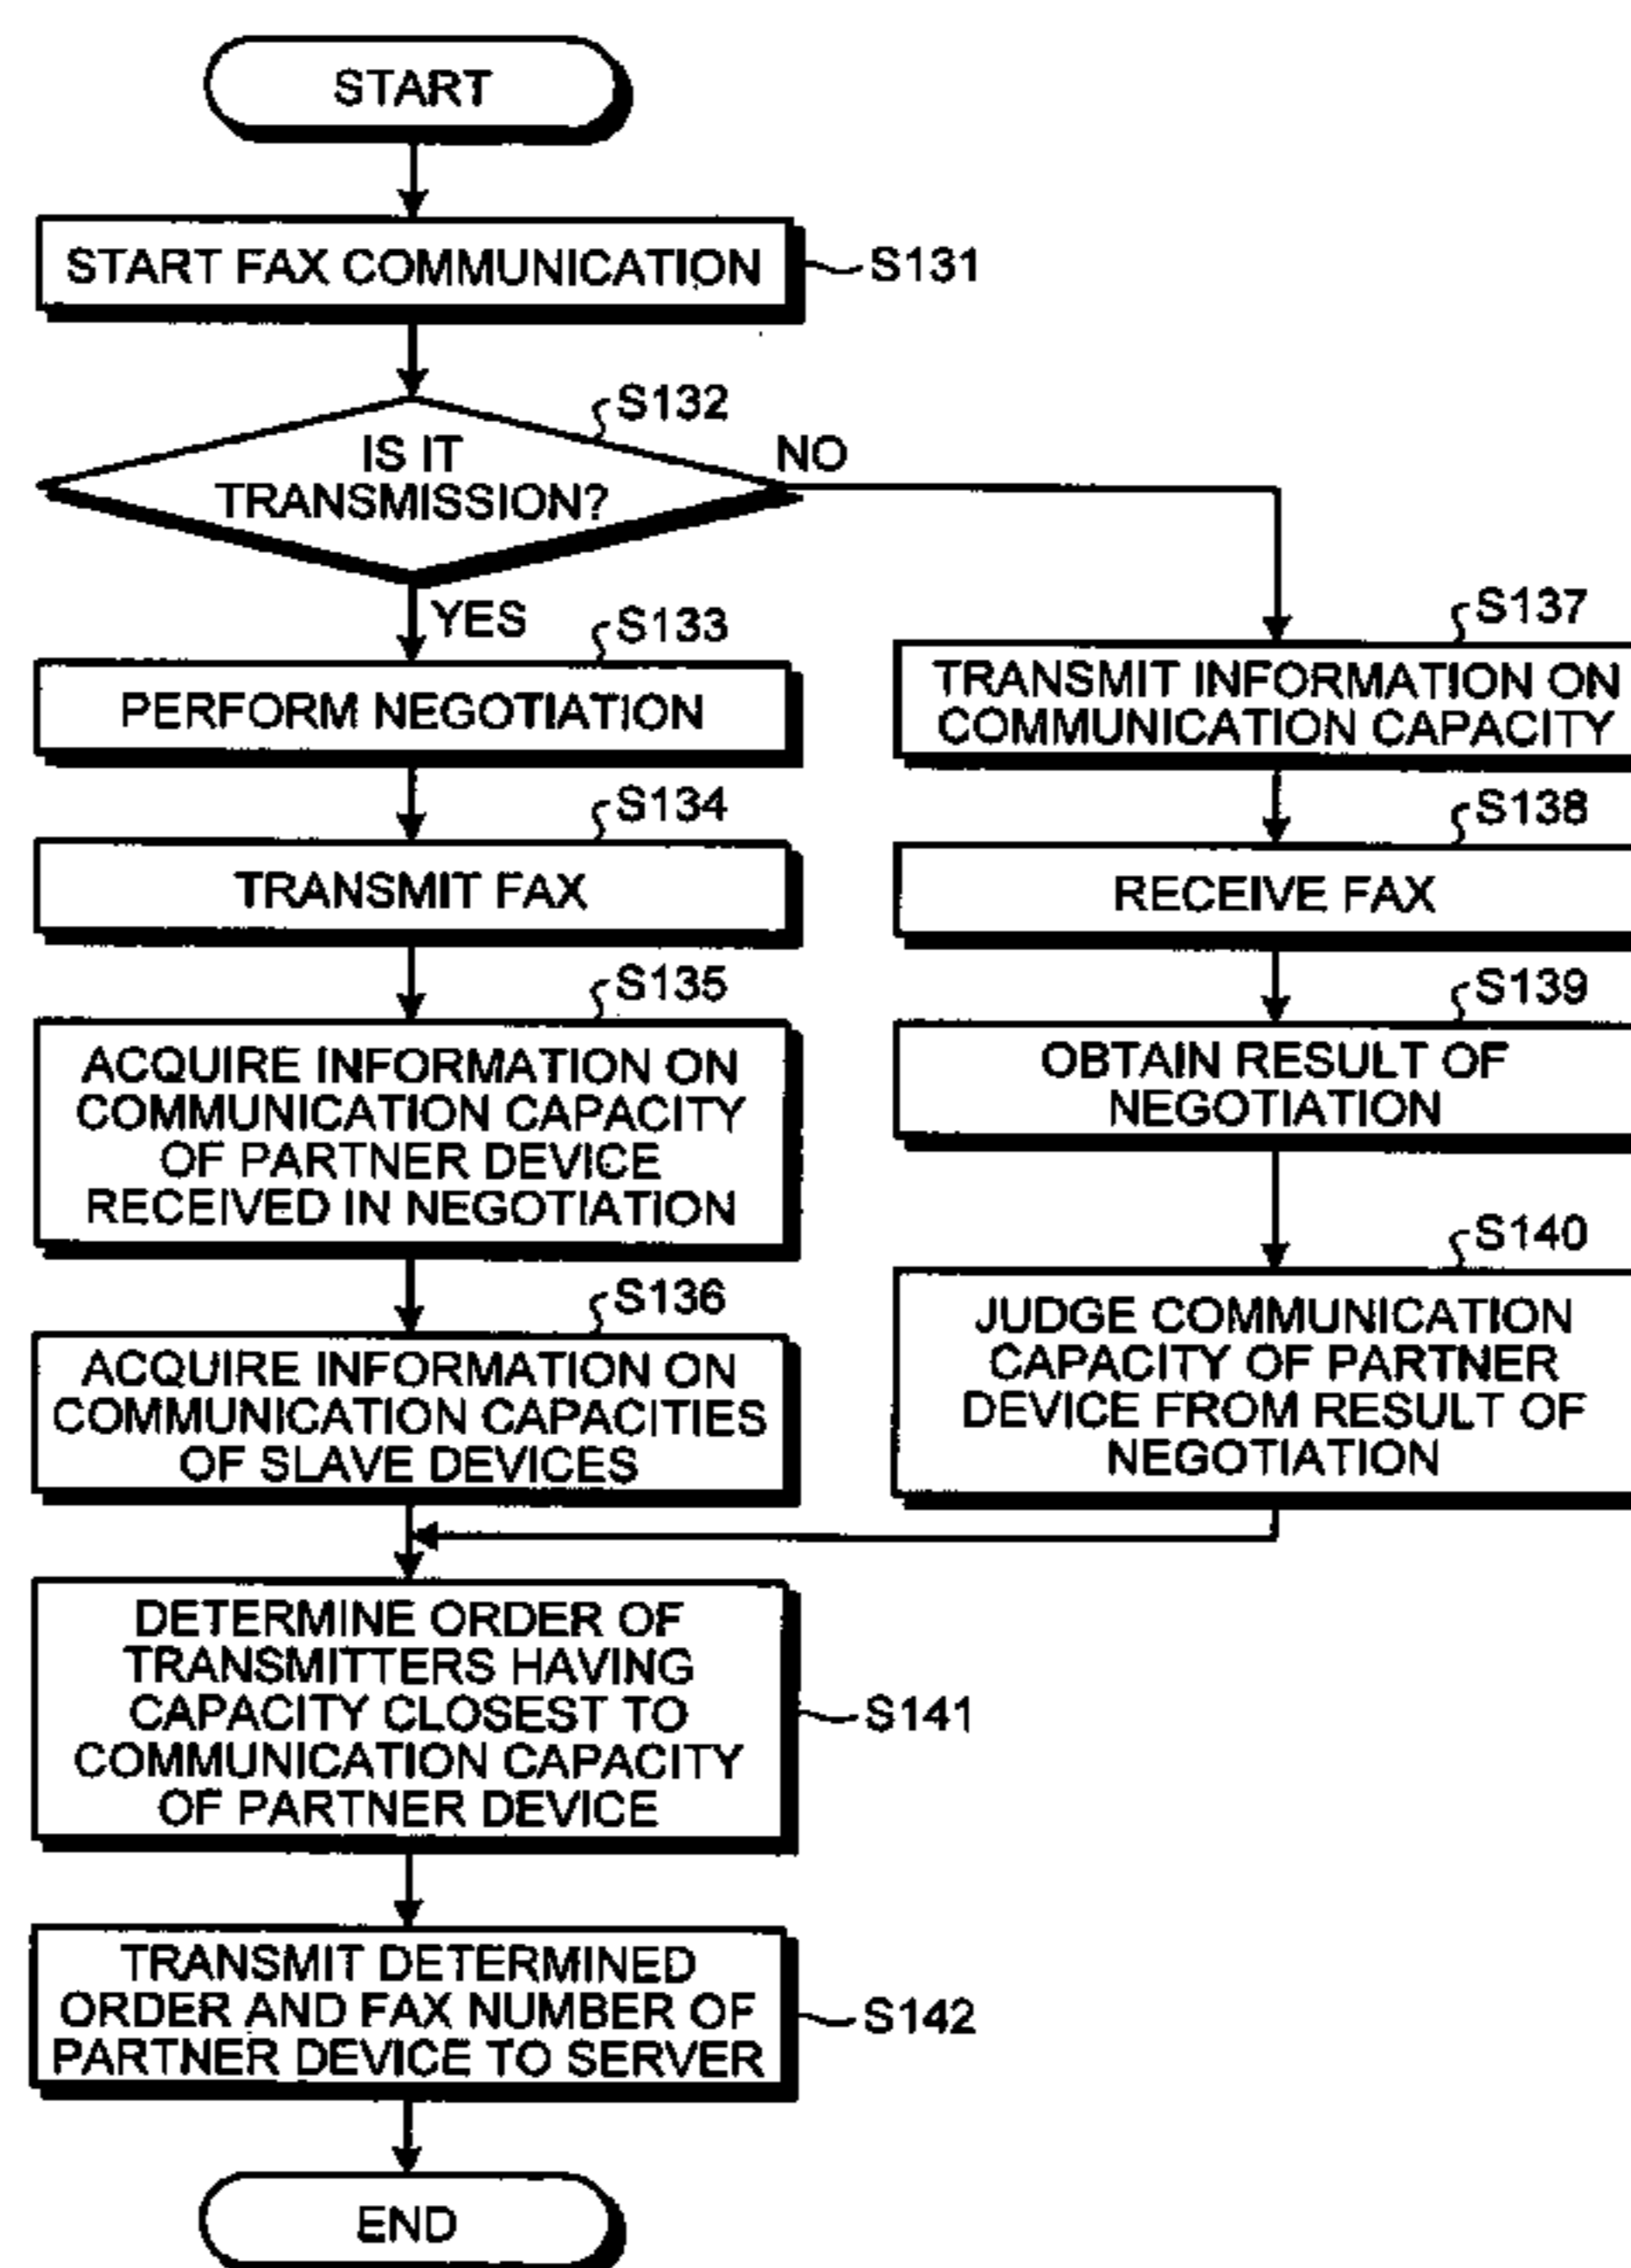 START
START FAX COMMUNICATION
S131
S132
IS IT
TRANSMISSION?
NO
YES
S133
PERFORM NEGOTIATION
S134
TRANSMIT FAX
S135
ACQUIRE INFORMATION ON
COMMUNICATION CAPACITY
OF PARTNER DEVICE
RECEIVED IN NEGOTIATION
S136
ACQUIRE INFORMATION ON
COMMUNICATION CAPACITIES
OF SLAVE DEVICES
S137
TRANSMIT INFORMATION ON
COMMUNICATION CAPACITY
S138
RECEIVE FAX
S139
OBTAIN RESULT OF
NEGOTIATION
S140
JUDGE COMMUNICATION
CAPACITY OF PARTNER
DEVICE FROM RESULT OF
NEGOTIATION
DETERMINE ORDER OF
TRANSMITTERS HAVING
CAPACITY CLOSEST TO
COMMUNICATION CAPACITY
OF PARTNER DEVICE
S141
TRANSMIT DETERMINED
ORDER AND FAX NUMBER OF
PARTNER DEVICE TO SERVER
S142
END